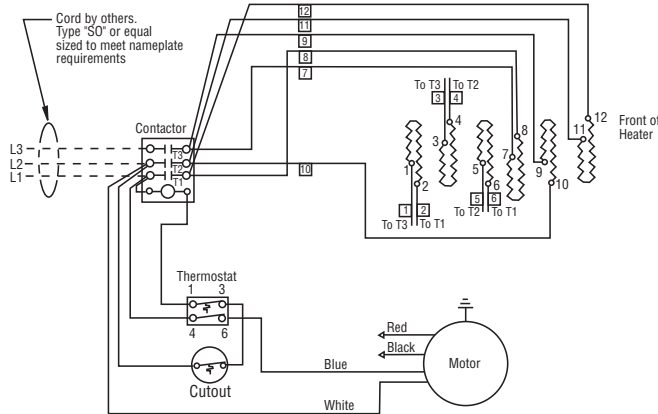 Cord by others.
Type "SO" or equal
sized to meet nameplate
requirements
12
11
9
8
7
10
Contactor
L3
L2
L1
T3
T2
T1
To T3 To T2
3 4
4
3
1
2
1 2
To T3 To T1
5
6
5 6
To T2 To T1
8
7
9
10
12
11
Front of
Heater
Thermostat
1 3
4 6
Cutout
Red
Black
Blue
White
Motor